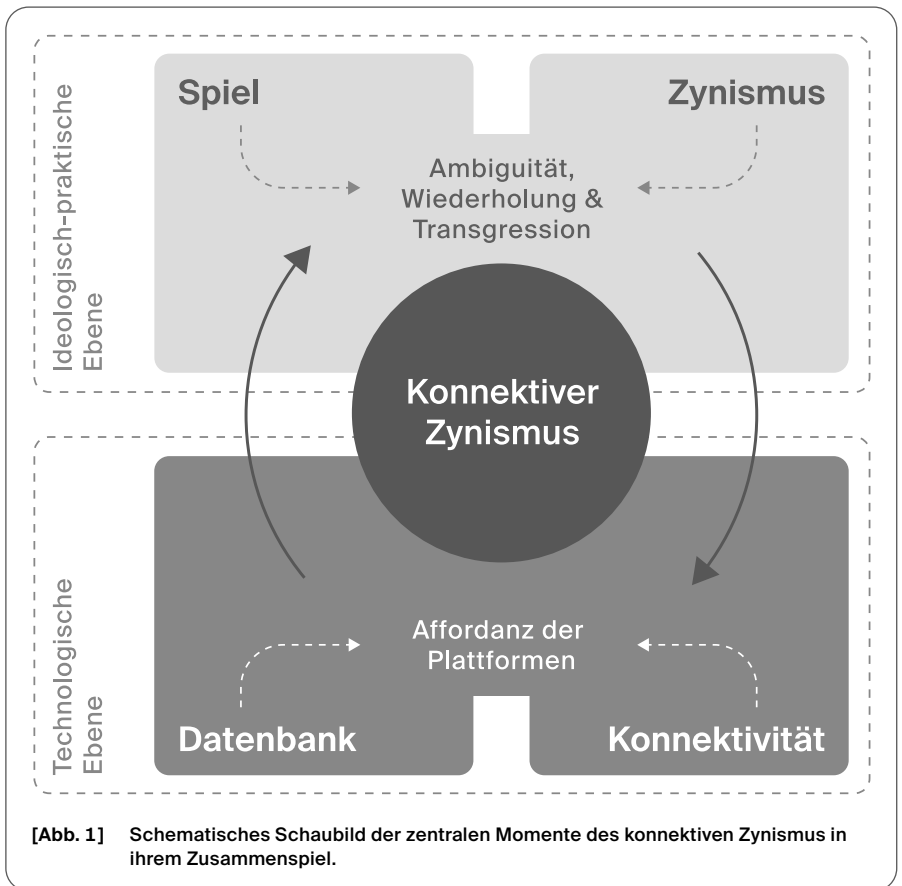 Ideologisch-praktische
Ebene
Spiel
Zynismus
Ambiguität,
Wiederholung &
Transgression
Konnektiver
Zynismus
Technologische
Ebene
Affordanz der
Plattformen
Datenbank
Konnektivität
[Abb. 1] Schematisches Schaubild der zentralen Momente des konnektiven Zynismus in
ihrem Zusammenspiel.